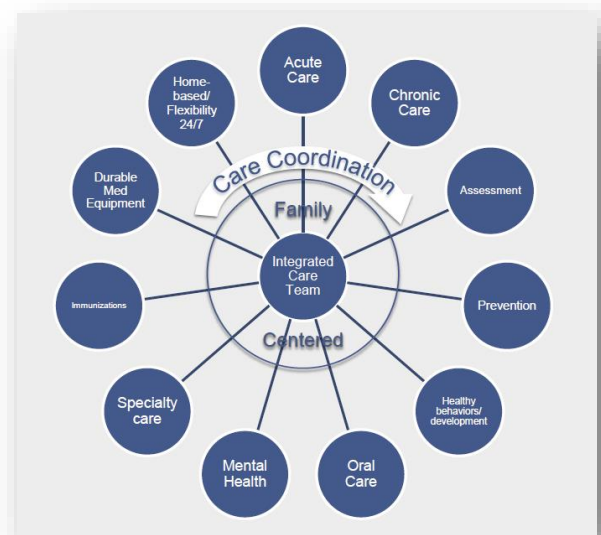 Acute
Care
Chronic
Care
Assessment
Prevention
Healthy
behaviors/
development
Oral
Care
Mental
Health
Specialty
care
Immunizations
Durable
Med
Equipment
Home-
based/
Flexibility
24/7
Care Coordination
Family
Integrated
Care
Team
Centered